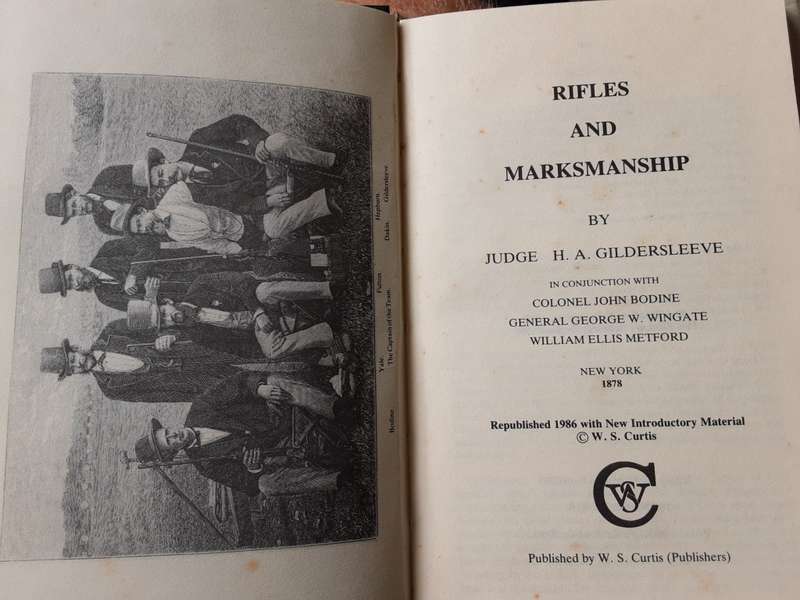 Yale. Fulton. Hepburn.
Bodine. The Captain of the Team. Dakin. Gildersleeve.
RIFLES
AND
MARKSMANSHIP
BY
JUDGE H. A. GILDERSLEEVE
IN CONJUNCTION WITH
COLONEL JOHN BODINE
GENERAL GEORGE W. WINGATE
WILLIAM ELLIS METFORD
NEW YORK
1878
Republished 1986 with New Introductory Material
© W. S. Curtis
CWS
Published by W. S. Curtis (Publishers)